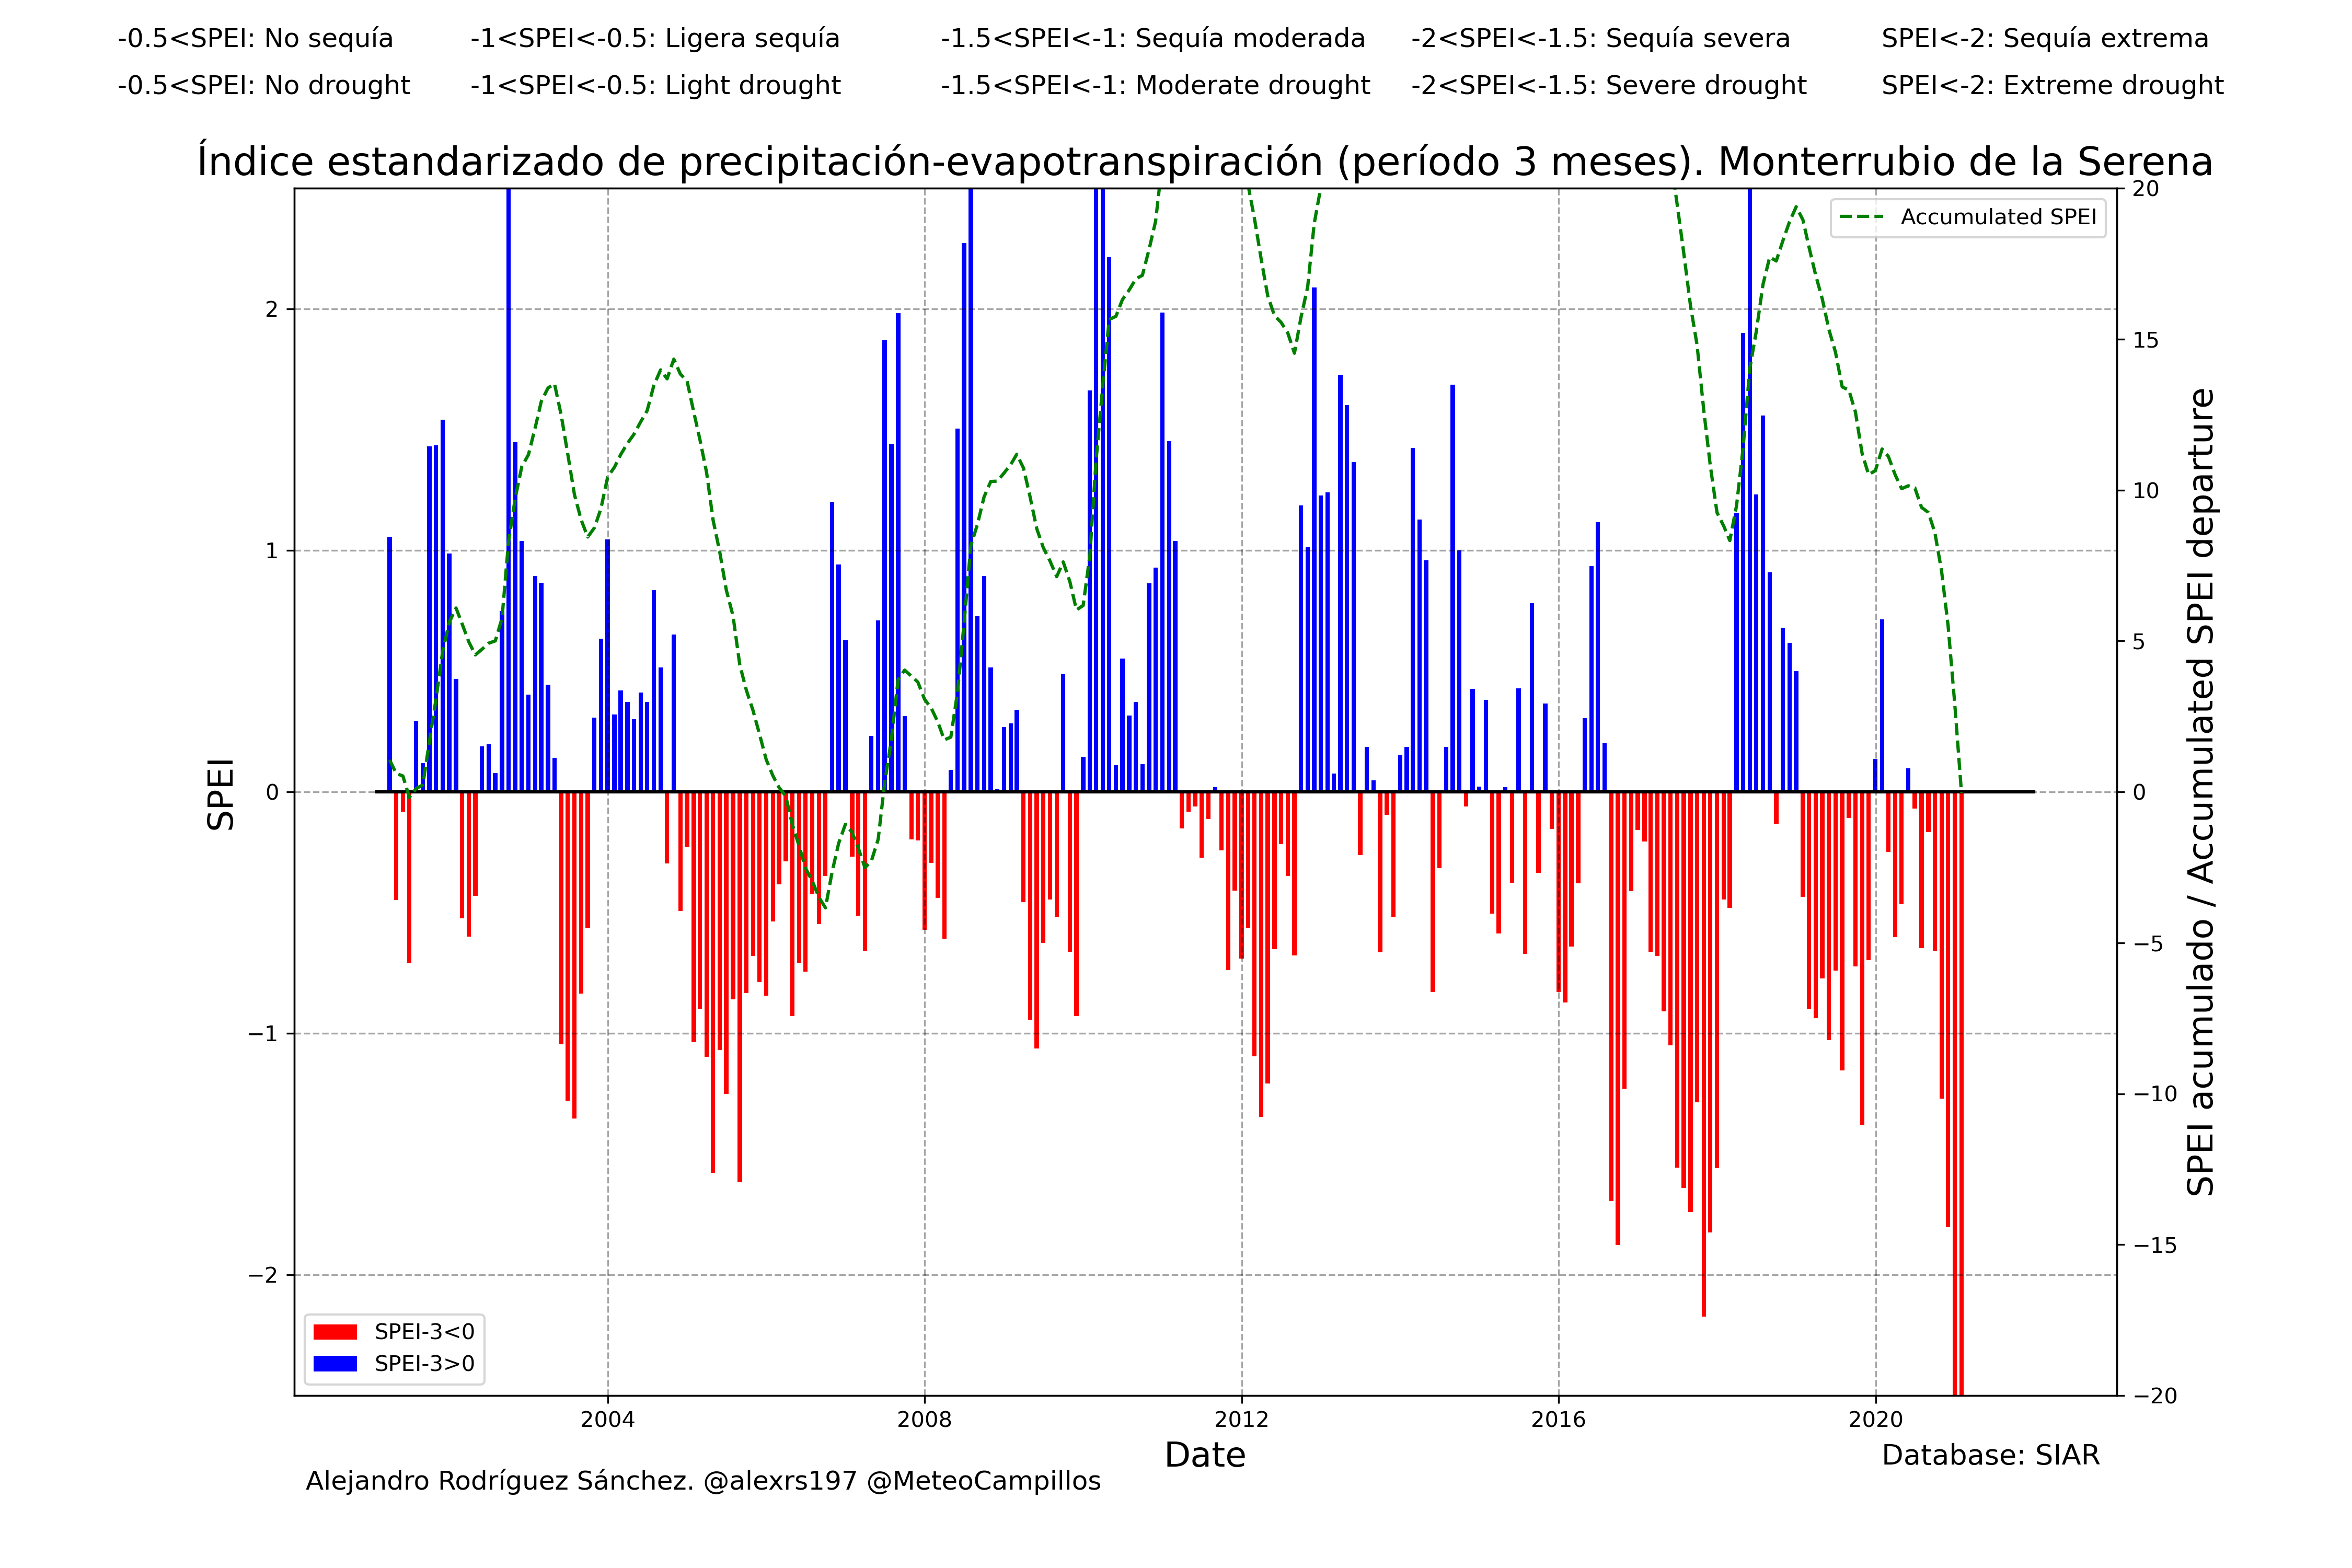 -0.5<SPEI: No sequía
-1<SPEI<-0.5: Ligera sequía
-1.5<SPEI<-1: Sequía moderada
-2<SPEI<-1.5: Sequía severa
SPEI<-2: Sequía extrema
-0.5<SPEI: No drought
-1<SPEI<-0.5: Light drought
-1.5<SPEI<-1: Moderate drought
-2<SPEI<-1.5: Severe drought
SPEI<-2: Extreme drought
Índice estandarizado de precipitación-evapotranspiración (período 3 meses). Monterrubio de la Serena
Accumulated SPEI
SPEI
2
1
0
−1
−2
20
15
10
5
0
−5
−10
−15
−20
SPEI acumulado / Accumulated SPEI departure
SPEI-3<0
SPEI-3>0
2004
2008
2012
2016
2020
Date
Database: SIAR
Alejandro Rodríguez Sánchez. @alexrs197 @MeteoCampillos